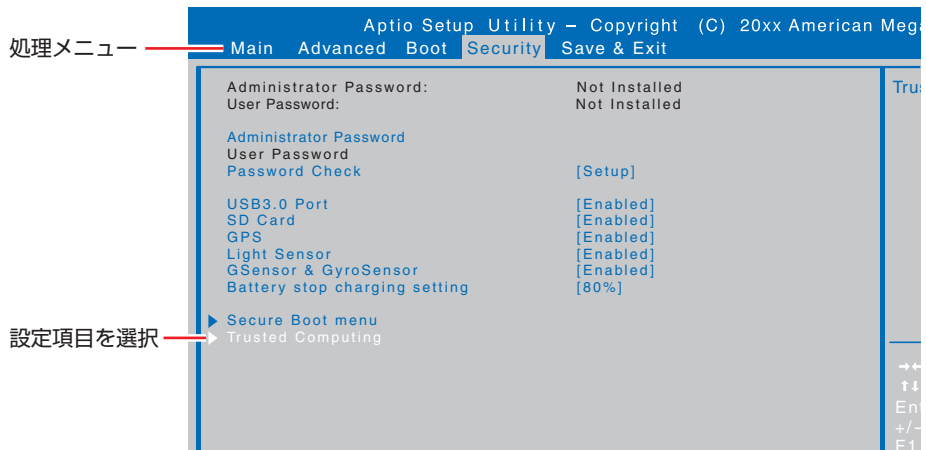 Aptio Setup Utility – Copyright (C) 20xx American
処理メニュー
Main Advanced Boot Security Save & Exit
Administrator Password: Not Installed
User Password: Not Installed
Administrator Password
User Password
Password Check [Setup]
USB3.0 Port [Enabled]
SD Card [Enabled]
GPS [Enabled]
Light Sensor [Enabled]
GSensor & GyroSensor [Enabled]
Battery stop charging setting [80%]
Secure Boot menu
設定項目を選択
Trusted Computing
→←
↑↓
+/−
F1